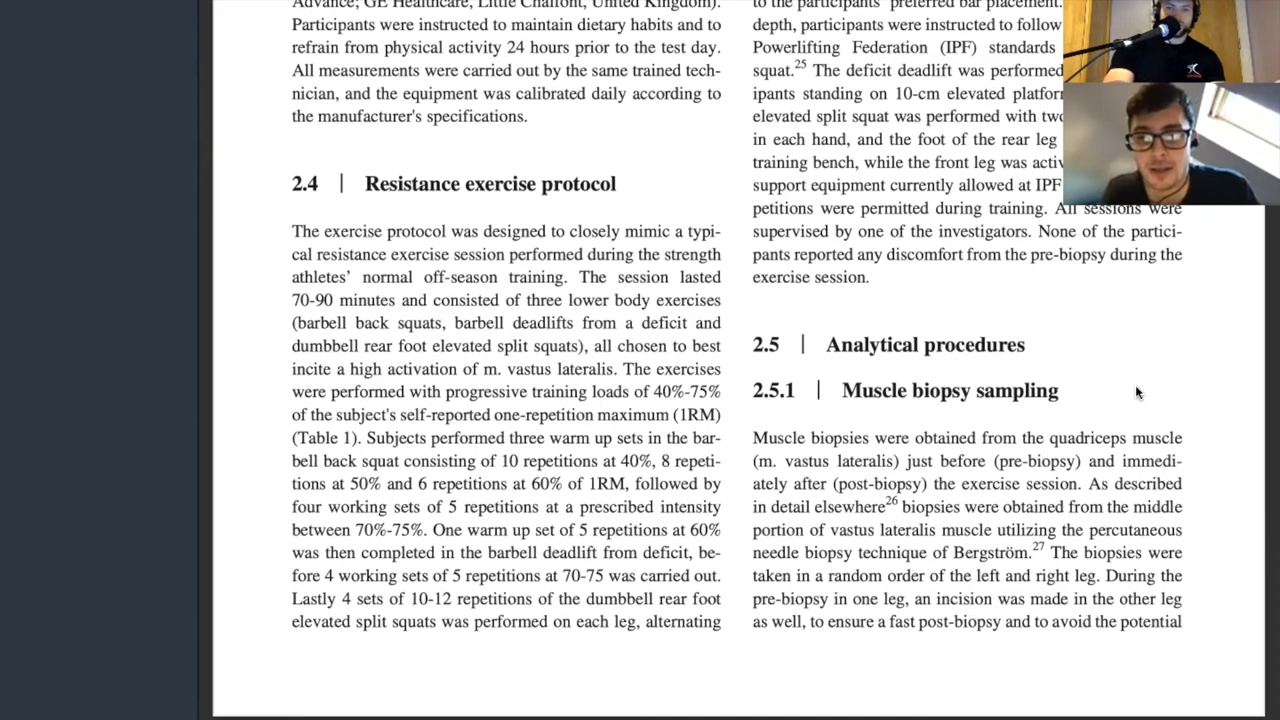 Advance; GE Healthcare, Little Chalfont, United Kingdom).
Participants were instructed to maintain dietary habits and to
refrain from physical activity 24 hours prior to the test day.
All measurements were carried out by the same trained tech-
nician, and the equipment was calibrated daily according to
the manufacturer's specifications.
2.4 | Resistance exercise protocol
The exercise protocol was designed to closely mimic a typi-
cal resistance exercise session performed during the strength
athletes' normal off-season training. The session lasted
70-90 minutes and consisted of three lower body exercises
(barbell back squats, barbell deadlifts from a deficit and
dumbbell rear foot elevated split squats), all chosen to best
incite a high activation of m. vastus lateralis. The exercises
were performed with progressive training loads of 40%-75%
of the subject's self-reported one-repetition maximum (1RM)
(Table 1). Subjects performed three warm up sets in the bar-
bell back squat consisting of 10 repetitions at 40%, 8 repeti-
tions at 50% and 6 repetitions at 60% of 1RM, followed by
four working sets of 5 repetitions at a prescribed intensity
between 70%-75%. One warm up set of 5 repetitions at 60%
was then completed in the barbell deadlift from deficit, be-
fore 4 working sets of 5 repetitions at 70-75 was carried out.
Lastly 4 sets of 10-12 repetitions of the dumbbell rear foot
elevated split squats was performed on each leg, alternating
to the participants' preferred bar placement.
depth, participants were instructed to follow
Powerlifting Federation (IPF) standards
squat.25 The deficit deadlift was performed
ipants standing on 10-cm elevated platfor
elevated split squat was performed with two
in each hand, and the foot of the rear leg
training bench, while the front leg was activ
support equipment currently allowed at IPF
petitions were permitted during training. All sessions were
supervised by one of the investigators. None of the partici-
pants reported any discomfort from the pre-biopsy during the
exercise session.
2.5 | Analytical procedures
2.5.1 | Muscle biopsy sampling
Muscle biopsies were obtained from the quadriceps muscle
(m. vastus lateralis) just before (pre-biopsy) and immedi-
ately after (post-biopsy) the exercise session. As described
in detail elsewhere26 biopsies were obtained from the middle
portion of vastus lateralis muscle utilizing the percutaneous
needle biopsy technique of Bergström.27 The biopsies were
taken in a random order of the left and right leg. During the
pre-biopsy in one leg, an incision was made in the other leg
as well, to ensure a fast post-biopsy and to avoid the potential